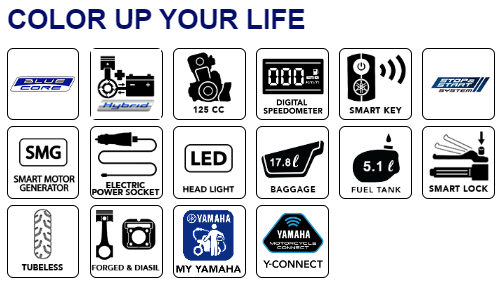 COLOR UP YOUR LIFE
BLUE
CORE
Hybrid
125 CC
000
DIGITAL
SPEEDOMETER
SMART KEY
STOP &
START
SYSTEM
SMG
SMART MOTOR
GENERATOR
ELECTRIC
POWER SOCKET
LED
HEAD LIGHT
17.8 ℓ
BAGGAGE
5.1 ℓ
FUEL TANK
SMART LOCK
TUBELESS
FORGED & DIASIL
YAMAHA
MY YAMAHA
YAMAHA
MOTORCYCLE
CONNECT
Y-CONNECT